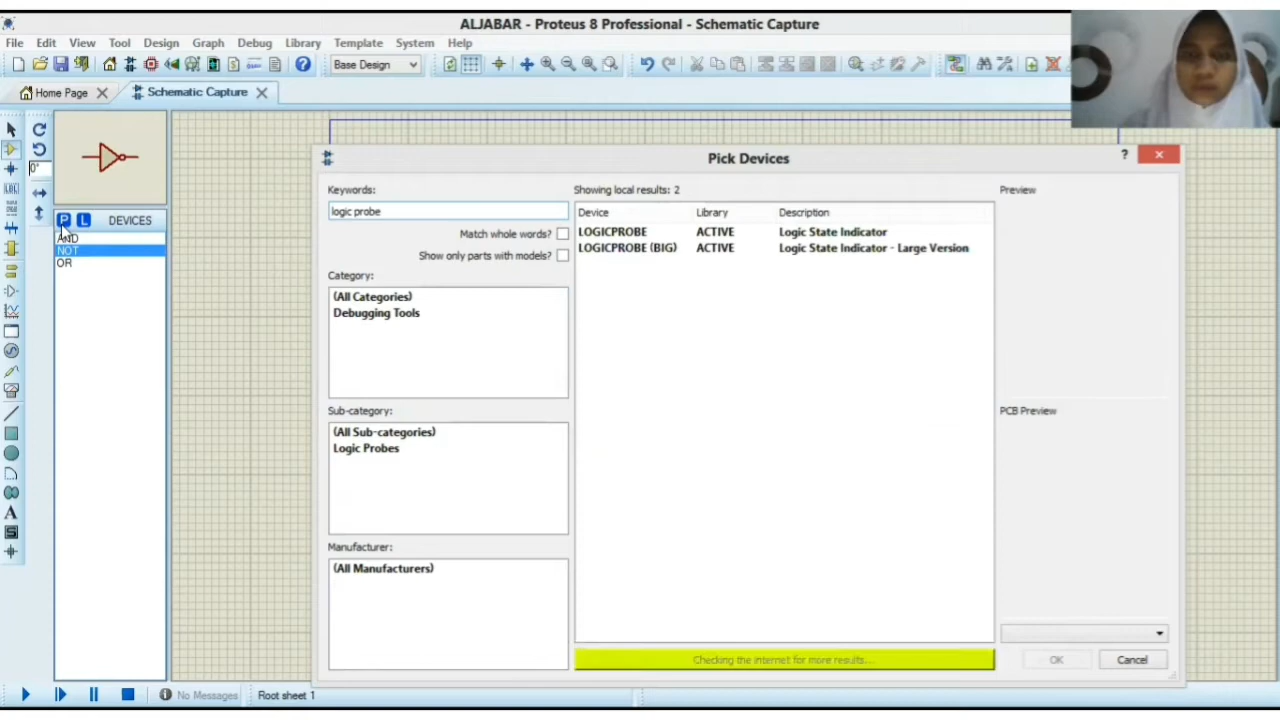 ALJABAR - Proteus 8 Professional - Schematic Capture
File Edit View Tool Design Graph Debug Library Template System Help
Base Design
Home Page
Schematic Capture
0°
P L DEVICES
AND
NOT
OR
Pick Devices
?
Keywords:
logic probe
Match whole words?
Show only parts with models?
Category:
(All Categories)
Debugging Tools
Sub-category:
(All Sub-categories)
Logic Probes
Manufacturer:
(All Manufacturers)
Showing local results: 2
Device Library Description
LOGICPROBE ACTIVE Logic State Indicator
LOGICPROBE (BIG) ACTIVE Logic State Indicator - Large Version
Checking the internet for more results...
Preview
PCB Preview
OK Cancel
No Messages Root sheet 1